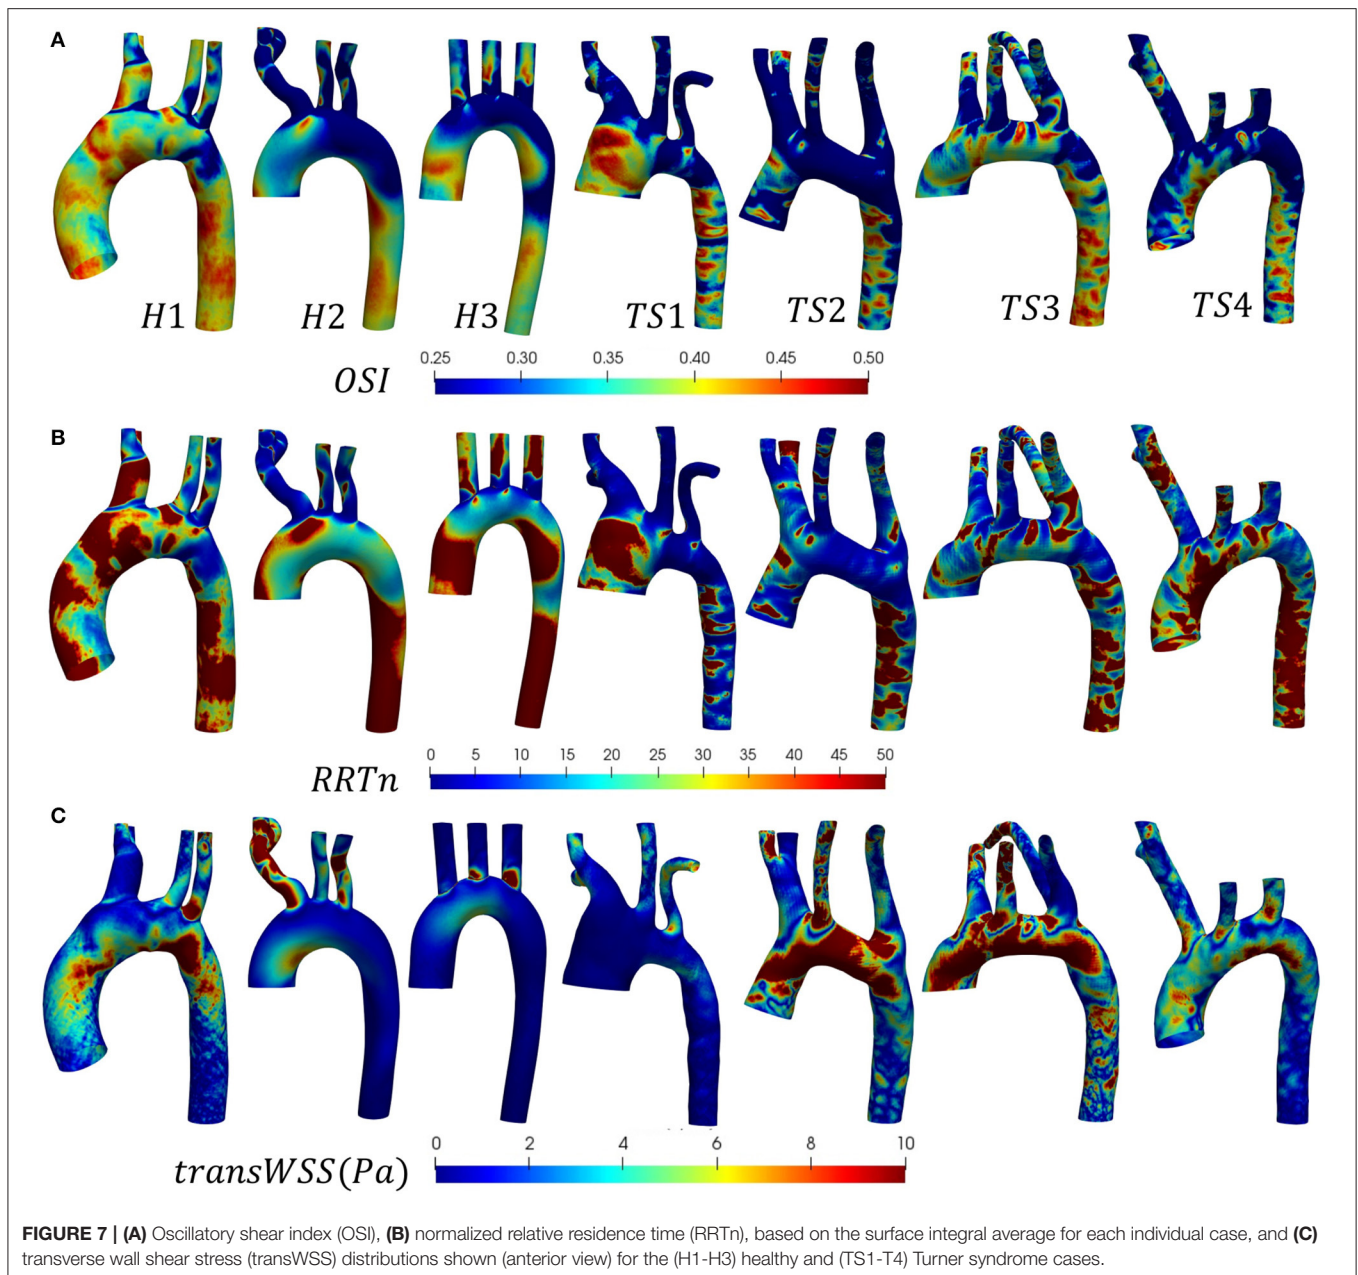 A
H1 H2 H3 TS1 TS2 TS3 TS4
0.25 0.30 0.35 0.40 0.45 0.50
OSI
B
0 5 10 15 20 25 30 35 40 45 50
RRTn
C
0 2 4 6 8 10
transWSS(Pa)
FIGURE 7 | (A) Oscillatory shear index (OSI), (B) normalized relative residence time (RRTn), based on the surface integral average for each individual case, and (C)
transverse wall shear stress (transWSS) distributions shown (anterior view) for the (H1-H3) healthy and (TS1-T4) Turner syndrome cases.